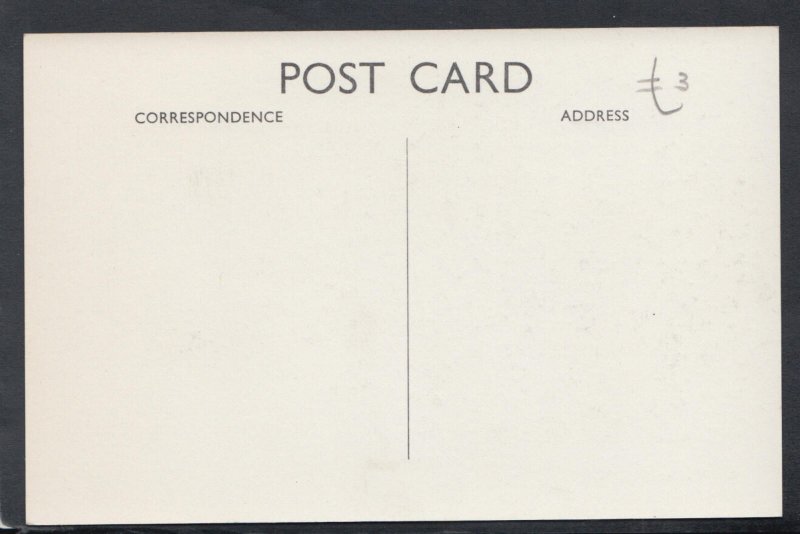 POST CARD
£3
CORRESPONDENCE
ADDRESS